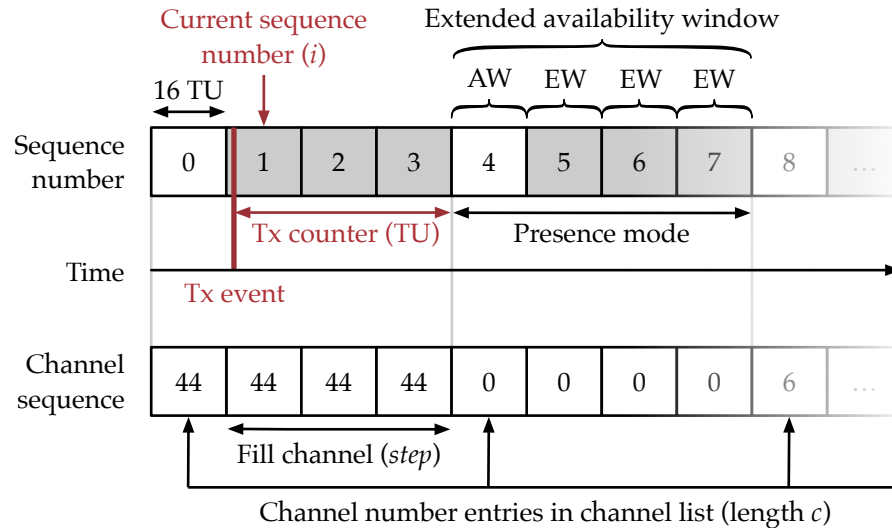 Current sequence
number (i)
Extended availability window
16 TU
AW EW EW EW
Sequence
number
0 1 2 3 4 5 6 7 8 ...
Tx counter (TU)
Presence mode
Time
Tx event
Channel
sequence
44 44 44 44 0 0 0 0 6 ...
Fill channel (step)
Channel number entries in channel list (length c)